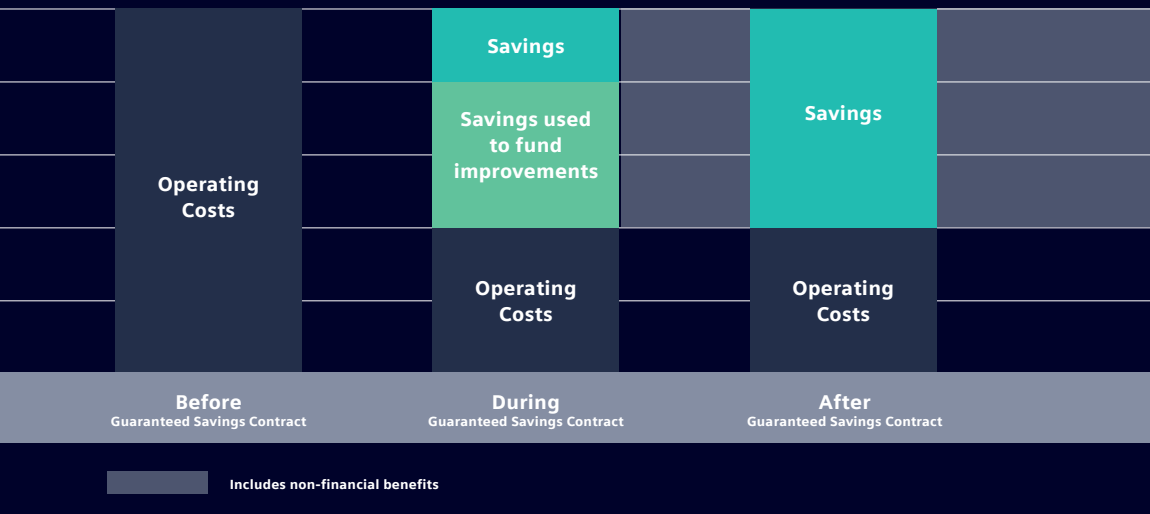 Savings
Savings used
to fund
improvements
Savings
Operating
Costs
Operating
Costs
Operating
Costs
Before
Guaranteed Savings Contract
During
Guaranteed Savings Contract
After
Guaranteed Savings Contract
Includes non-financial benefits